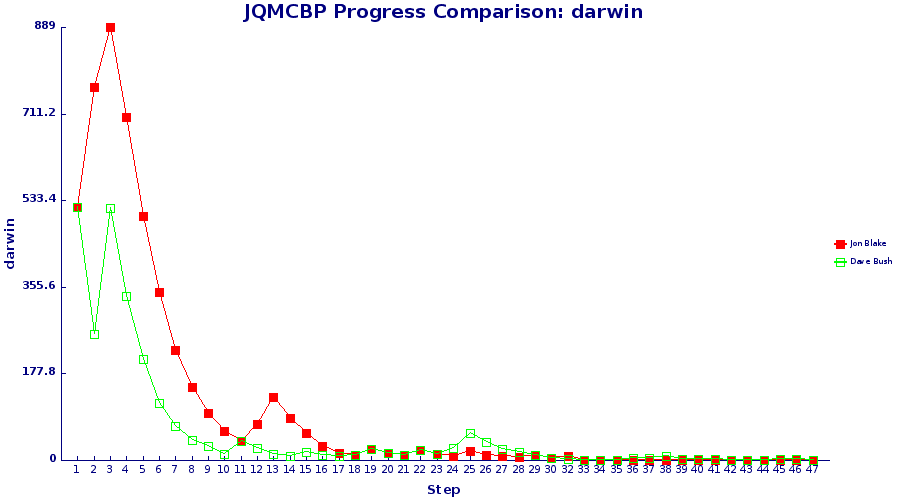 JQMCBP Progress Comparison: darwin
889
711.2
533.4
355.6
177.8
0
darwin
1 2 3 4 5 6 7 8 9 10 11 12 13 14 15 16 17 18 19 20 21 22 23 24 25 26 27 28 29 30 32 33 34 35 36 37 38 39 40 41 42 43 44 45 46 47
Step
Jon Blake
Dave Bush